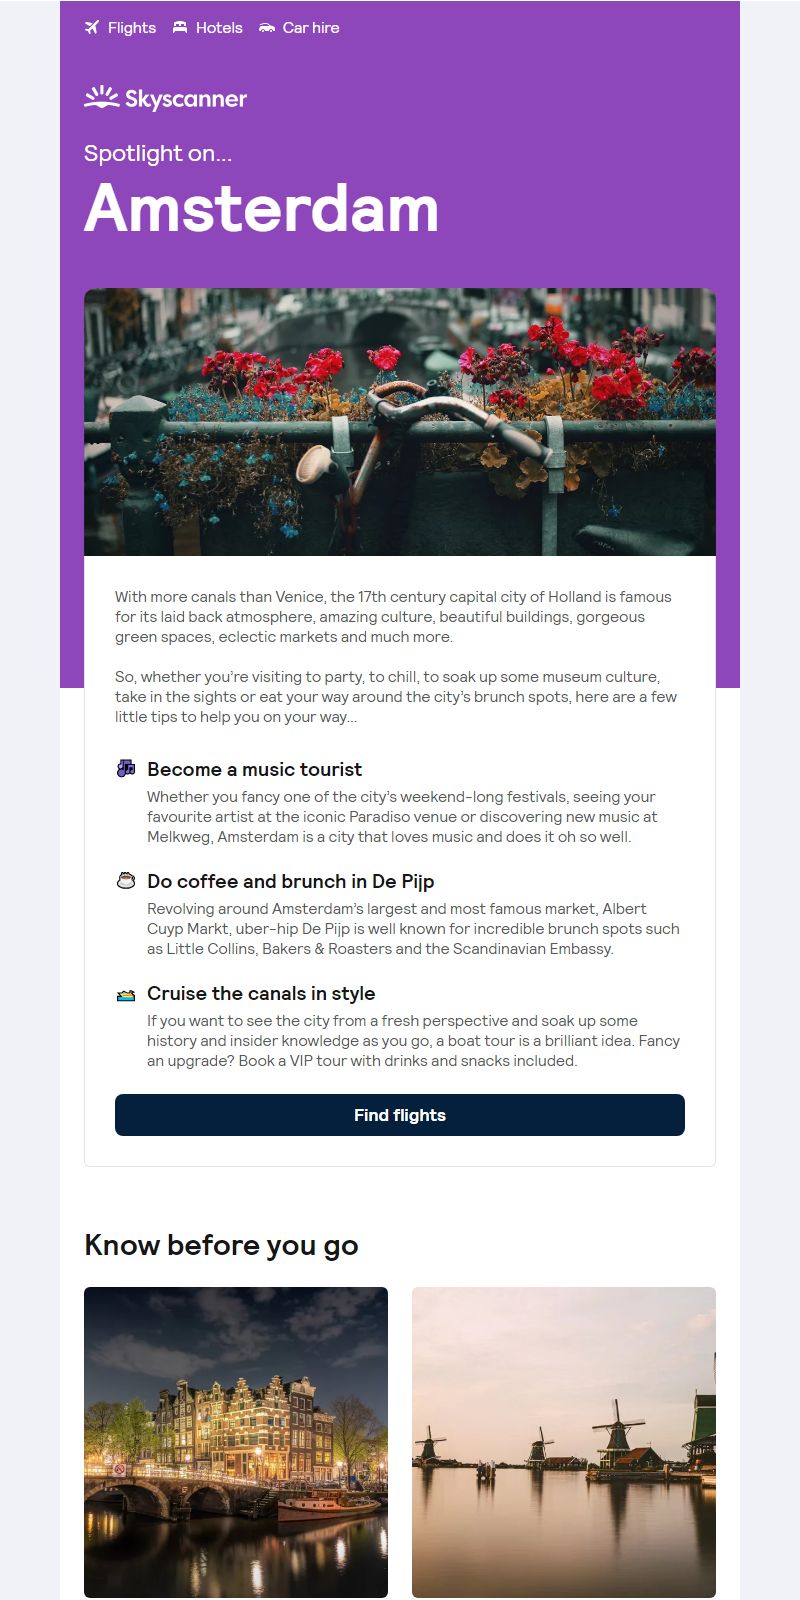 Flights Hotels Car hire
Skyscanner
Spotlight on...
Amsterdam
With more canals than Venice, the 17th century capital city of Holland is famous
for its laid back atmosphere, amazing culture, beautiful buildings, gorgeous
green spaces, eclectic markets and much more.
So, whether you're visiting to party, to chill, to soak up some museum culture,
take in the sights or eat your way around the city's brunch spots, here are a few
little tips to help you on your way...
Become a music tourist
Whether you fancy one of the city's weekend-long festivals, seeing your
favourite artist at the iconic Paradiso venue or discovering new music at
Melkweg, Amsterdam is a city that loves music and does it oh so well.
Do coffee and brunch in De Pijp
Revolving around Amsterdam's largest and most famous market, Albert
Cuyp Markt, uber-hip De Pijp is well known for incredible brunch spots such
as Little Collins, Bakers & Roasters and the Scandinavian Embassy.
Cruise the canals in style
If you want to see the city from a fresh perspective and soak up some
history and insider knowledge as you go, a boat tour is a brilliant idea. Fancy
an upgrade? Book a VIP tour with drinks and snacks included.
Find flights
Know before you go